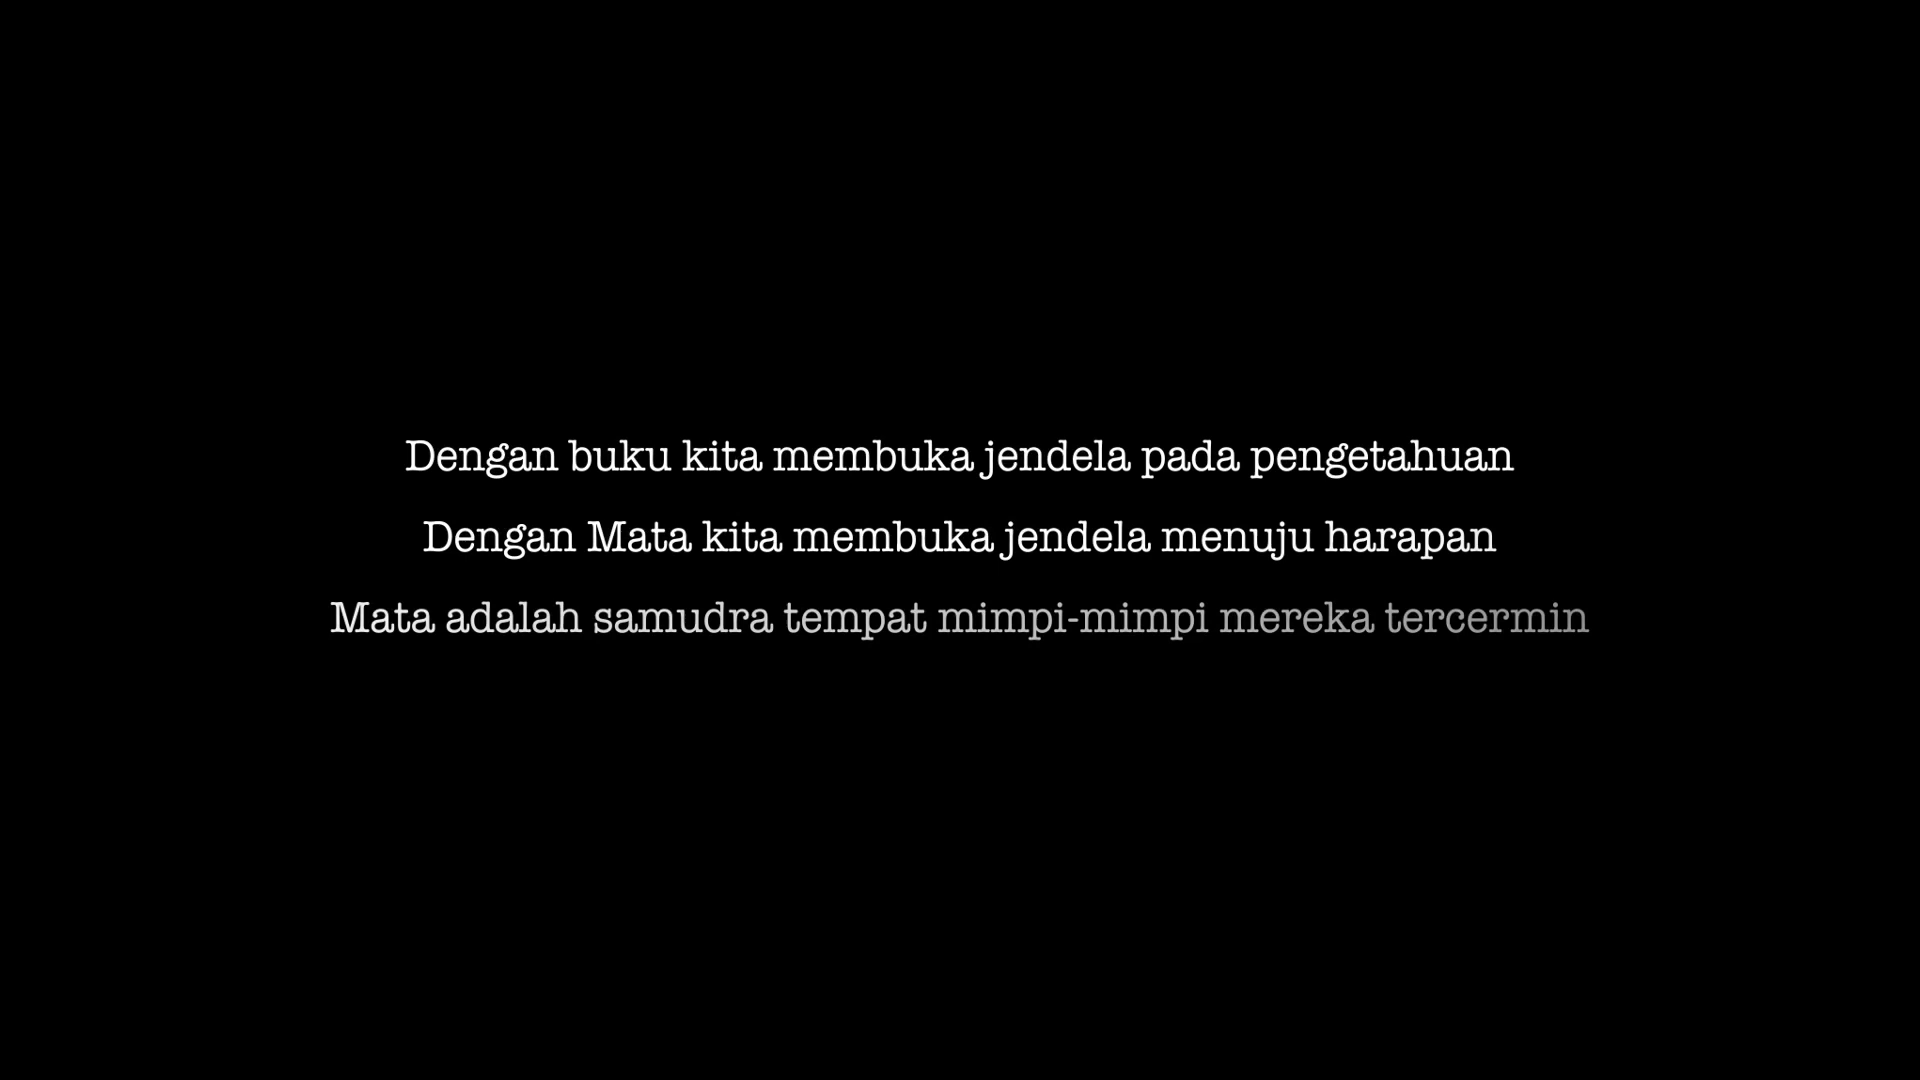 Dengan buku kita membuka jendela pada pengetahuan
Dengan Mata kita membuka jendela menuju harapan
Mata adalah samudra tempat mimpi-mimpi mereka tercermin